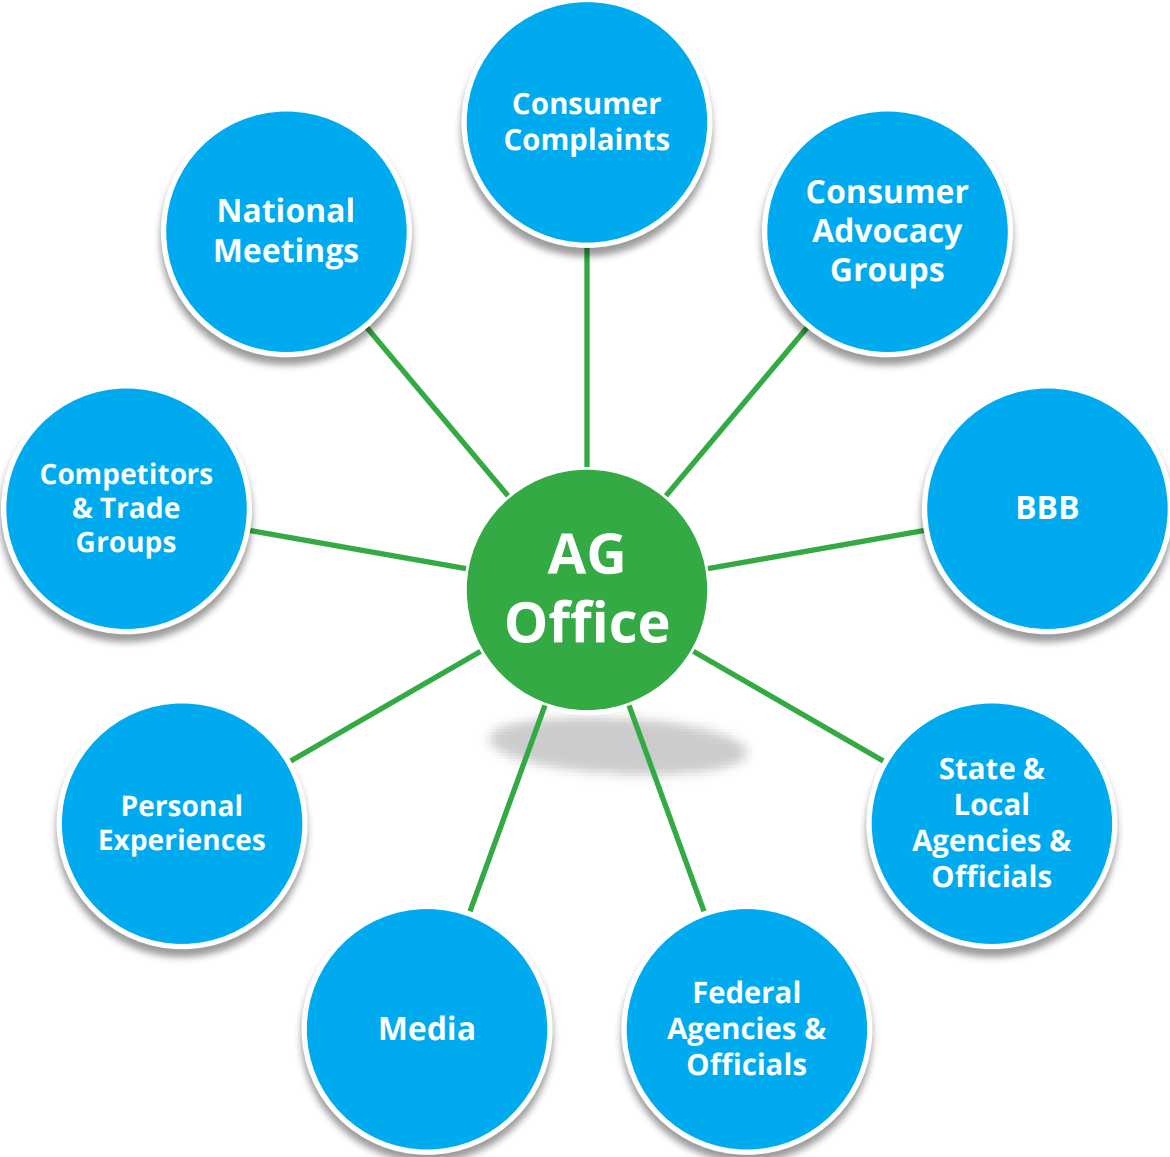 Consumer
Complaints
Consumer
Advocacy
Groups
BBB
State &
Local
Agencies &
Officials
Federal
Agencies &
Officials
Media
Personal
Experiences
Competitors
& Trade
Groups
National
Meetings
AG
Office